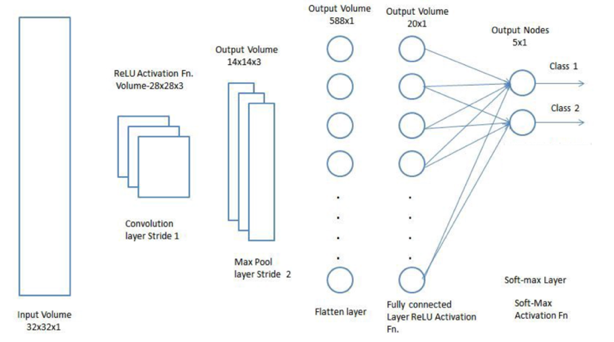 Input Volume
32x32x1
ReLU Activation Fn.
Volume-28x28x3
Convolution
layer Stride 1
Output Volume
14x14x3
Max Pool
layer Stride 2
Output Volume
588x1
Flatten layer
Output Volume
20x1
Fully connected
Layer ReLU Activation
Fn.
Output Nodes
5x1
Class 1
Class 2
Soft-max Layer
Soft-Max
Activation Fn